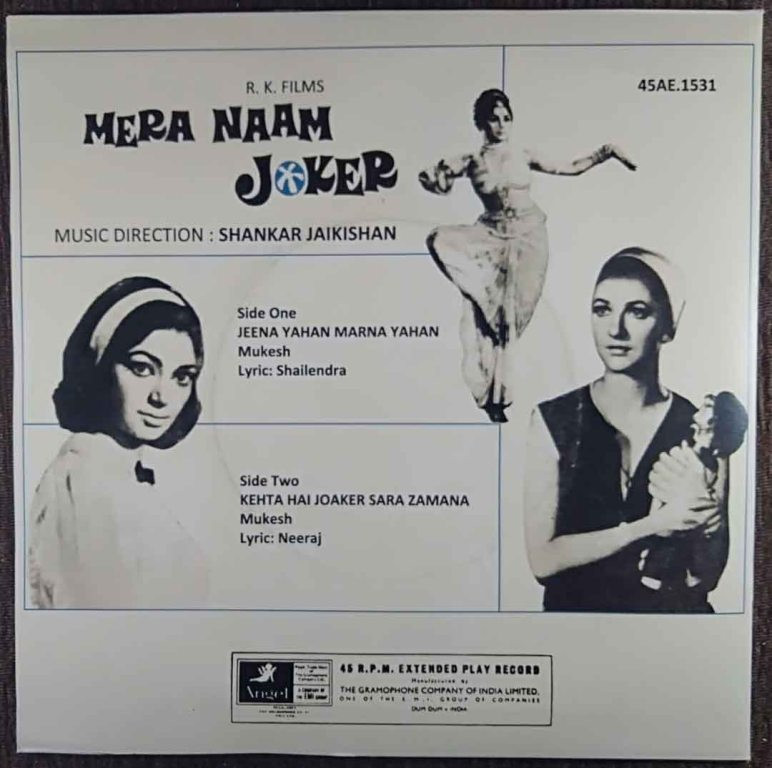 R. K. FILMS
45AE.1531
MERA NAAM
JOKER
MUSIC DIRECTION : SHANKAR JAIKISHAN
Side One
JEENA YAHAN MARNA YAHAN
Mukesh
Lyric: Shailendra
Side Two
KEHTA HAI JOAKER SARA ZAMANA
Mukesh
Lyric: Neeraj
Angel
45 R.P.M. EXTENDED PLAY RECORD
Manufactured by
THE GRAMOPHONE COMPANY OF INDIA LIMITED.
ONE OF THE E.M.I. GROUP OF COMPANIES
DUM DUM - INDIA